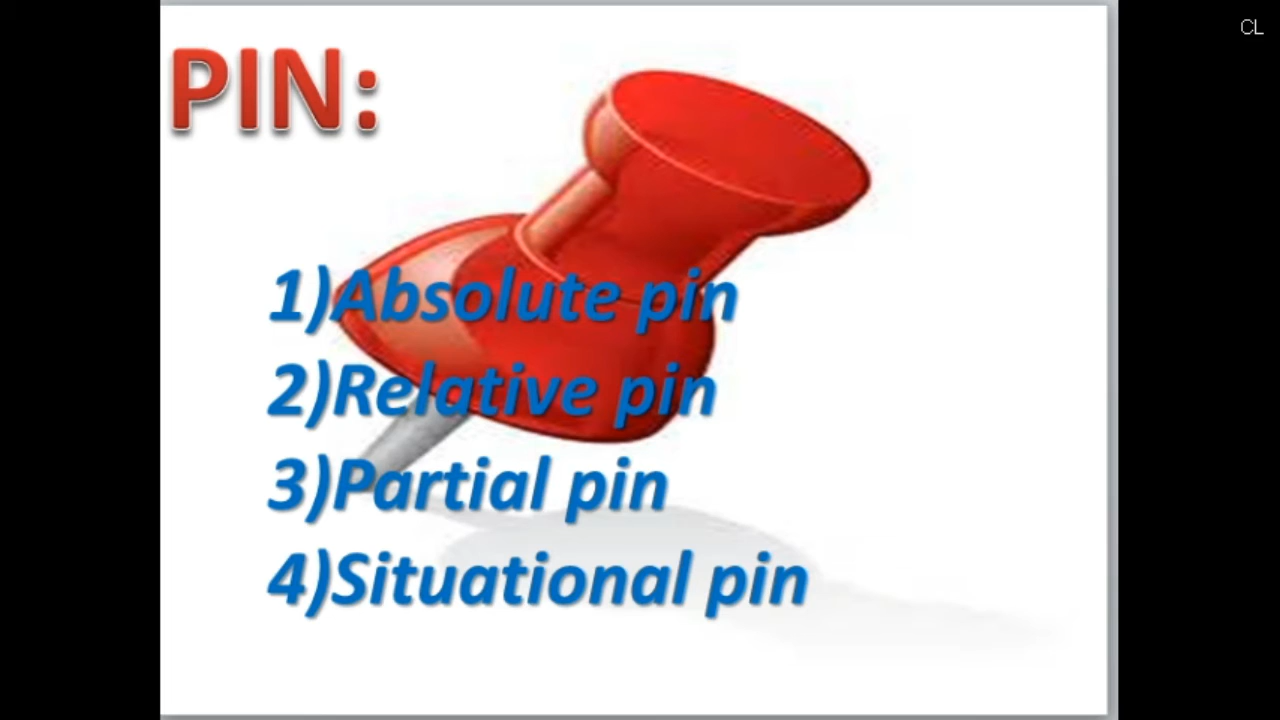 CL
PIN:
1)Absolute pin
2)Relative pin
3)Partial pin
4)Situational pin